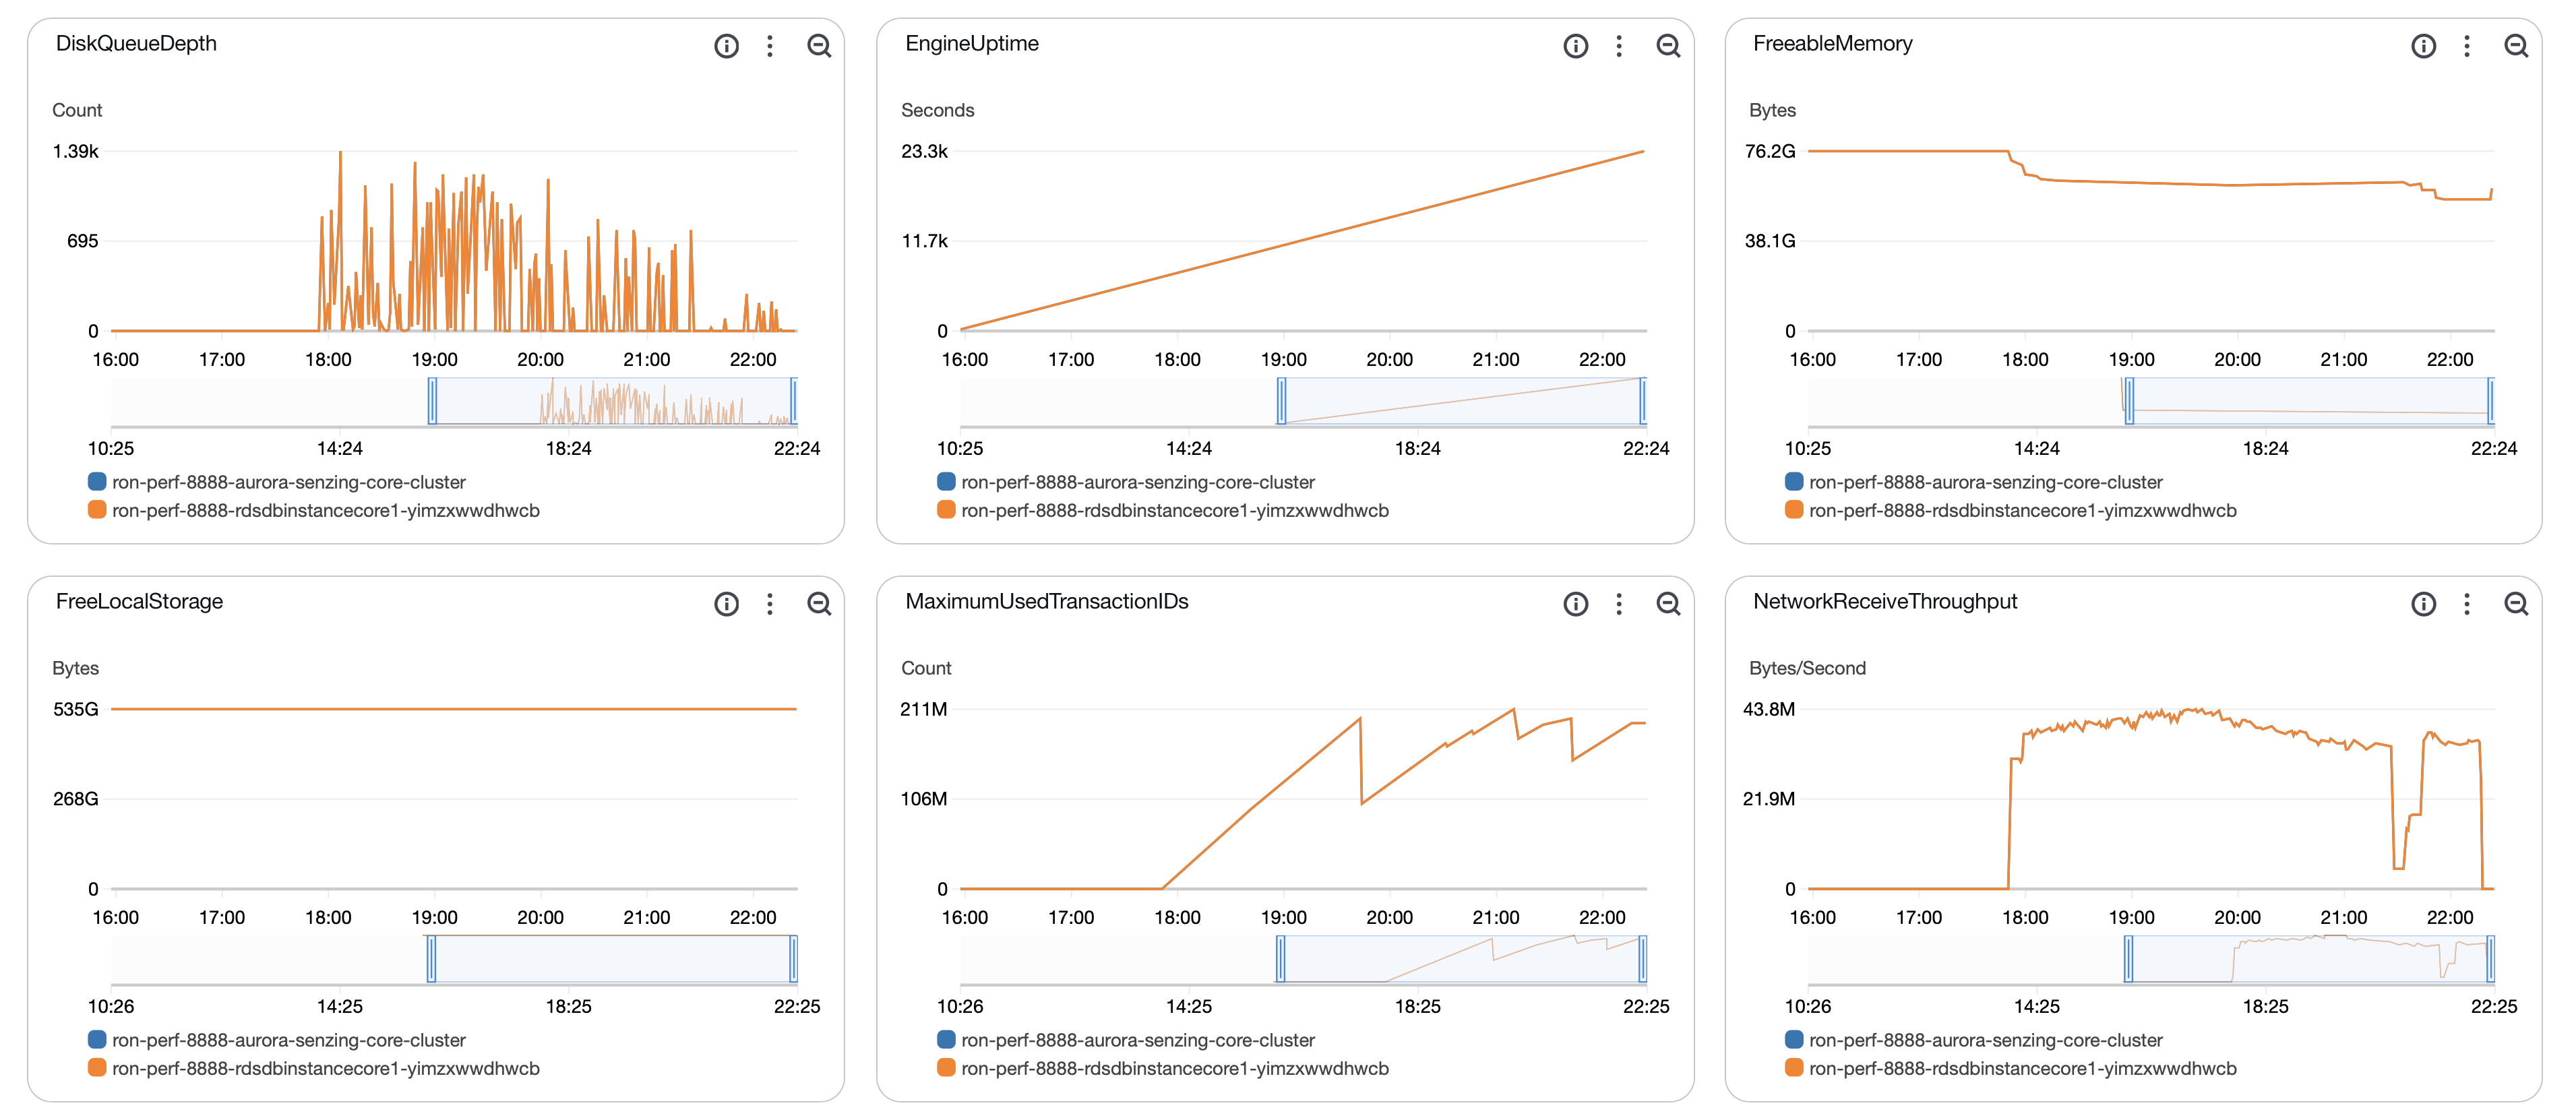 DiskQueueDepth
Count
1.39k
695
0
16:00 17:00 18:00 19:00 20:00 21:00 22:00
10:25 14:24 18:24 22:24
ron-perf-8888-aurora-senzing-core-cluster
ron-perf-8888-rdsdbinstancecore1-yimzxwwdhwcb
EngineUptime
Seconds
23.3k
11.7k
0
16:00 17:00 18:00 19:00 20:00 21:00 22:00
10:25 14:24 18:24 22:24
ron-perf-8888-aurora-senzing-core-cluster
ron-perf-8888-rdsdbinstancecore1-yimzxwwdhwcb
FreeableMemory
Bytes
76.2G
38.1G
0
16:00 17:00 18:00 19:00 20:00 21:00 22:00
10:25 14:24 18:24 22:24
ron-perf-8888-aurora-senzing-core-cluster
ron-perf-8888-rdsdbinstancecore1-yimzxwwdhwcb
FreeLocalStorage
Bytes
535G
268G
0
16:00 17:00 18:00 19:00 20:00 21:00 22:00
10:26 14:25 18:25 22:25
ron-perf-8888-aurora-senzing-core-cluster
ron-perf-8888-rdsdbinstancecore1-yimzxwwdhwcb
MaximumUsedTransactionIDs
Count
211M
106M
0
16:00 17:00 18:00 19:00 20:00 21:00 22:00
10:26 14:25 18:25 22:25
ron-perf-8888-aurora-senzing-core-cluster
ron-perf-8888-rdsdbinstancecore1-yimzxwwdhwcb
NetworkReceiveThroughput
Bytes/Second
43.8M
21.9M
0
16:00 17:00 18:00 19:00 20:00 21:00 22:00
10:26 14:25 18:25 22:25
ron-perf-8888-aurora-senzing-core-cluster
ron-perf-8888-rdsdbinstancecore1-yimzxwwdhwcb